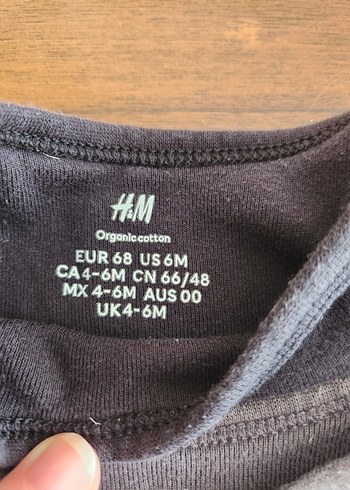 H&M
Organic cotton
EUR 68 US 6M
CA 4-6M CN 66/48
MX 4-6M AUS 00
UK 4-6M